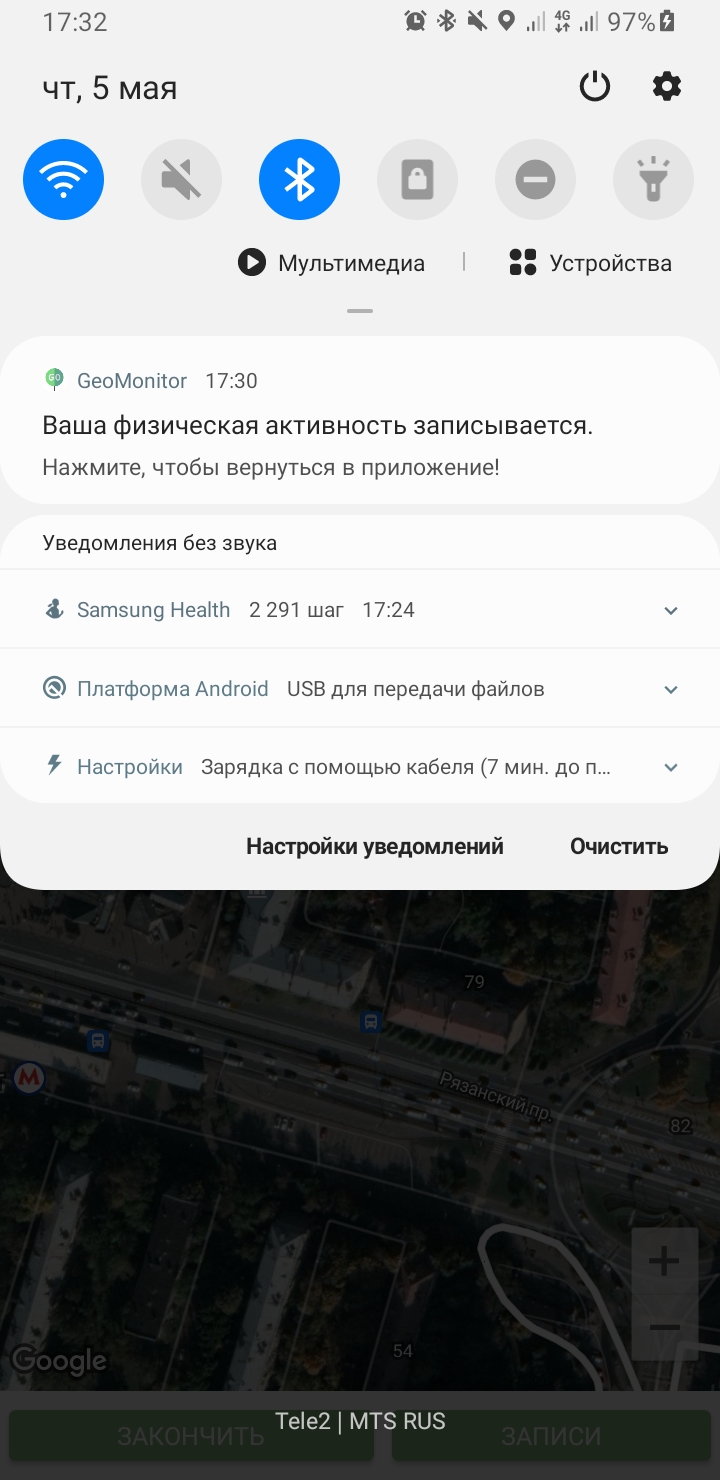 17:32 4G 97%
чт, 5 мая
Мультимедиа | Устройства
GO GeoMonitor 17:30
Ваша физическая активность записывается.
Нажмите, чтобы вернуться в приложение!
Уведомления без звука
Samsung Health 2 291 шаг 17:24
Платформа Android USB для передачи файлов
Настройки Зарядка с помощью кабеля (7 мин. до п...
Настройки уведомлений Очистить
79
М
Рязанский пр.
82
54
Google
Tele2 | MTS RUS
ЗАКОНЧИТЬ ЗАПИСИ